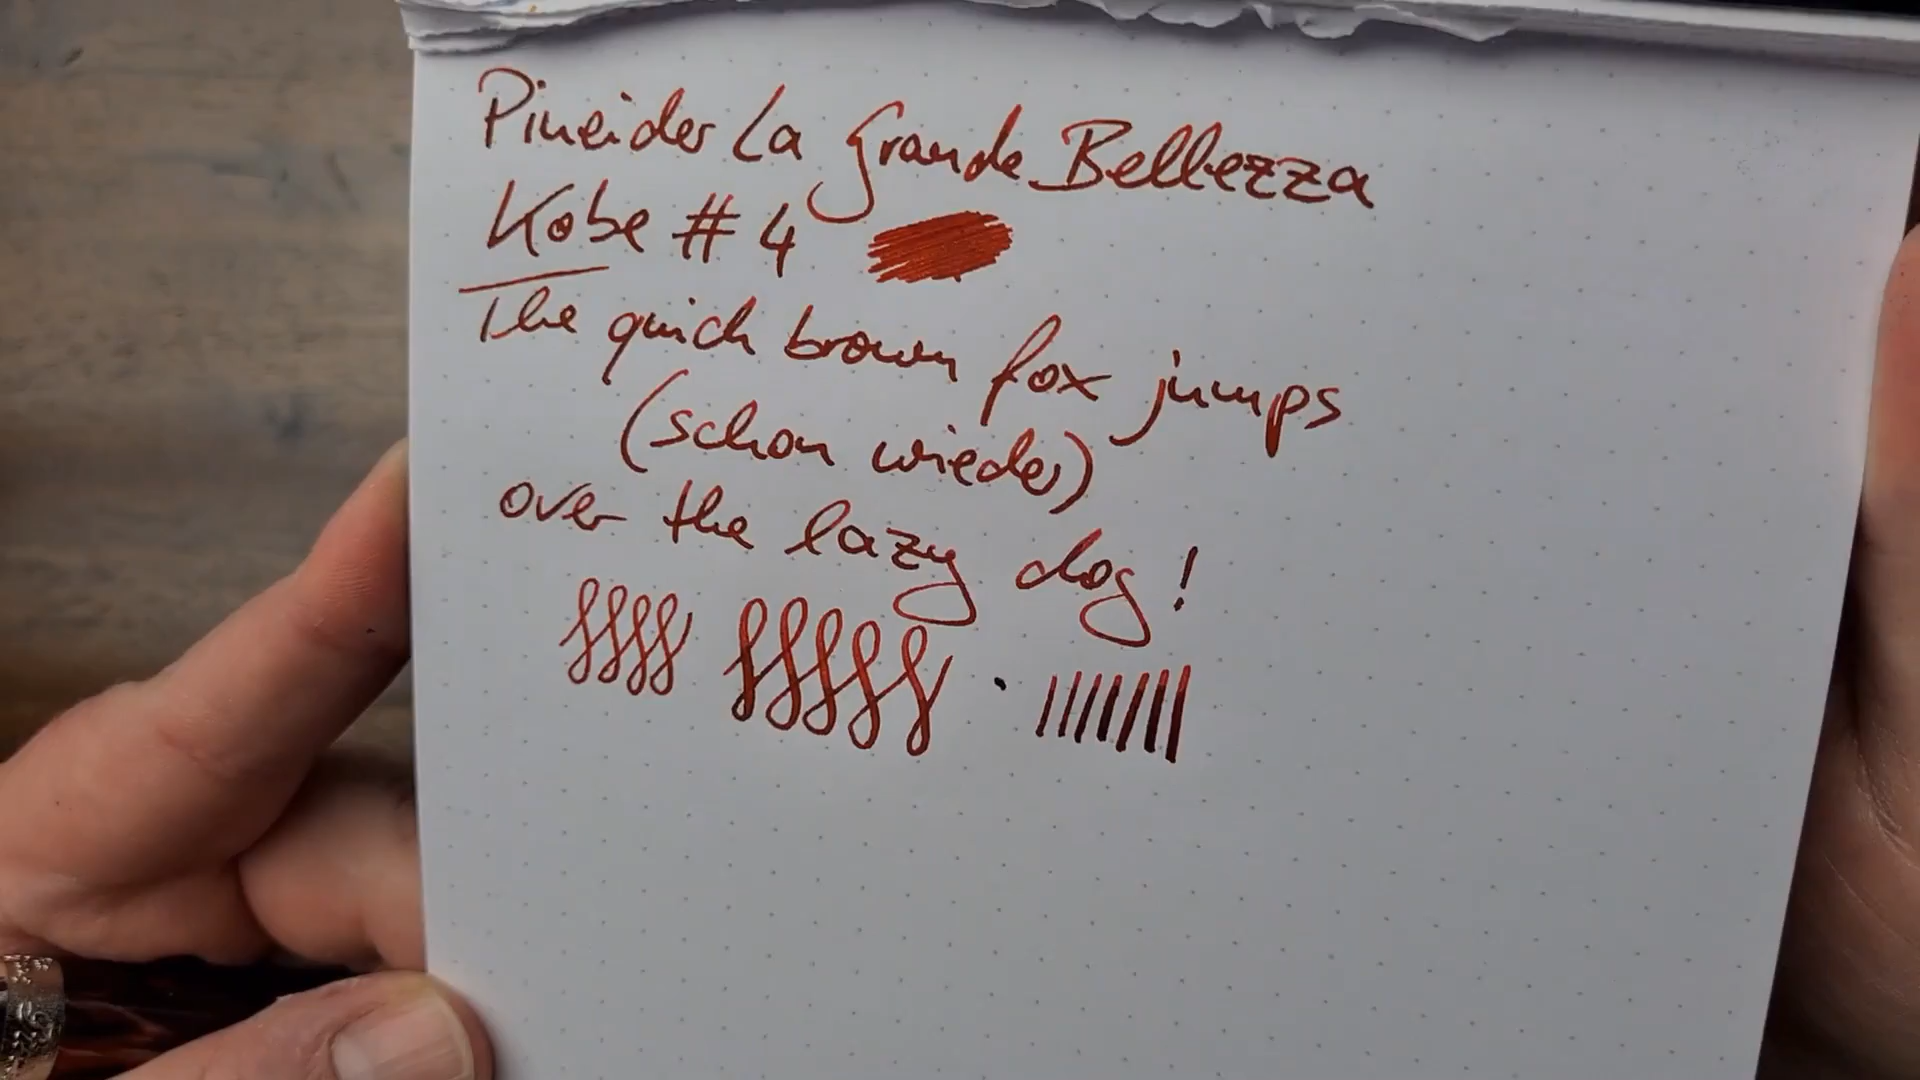 Pineider La Grande Bellezza
Kobe # 4
The quick brown fox jumps
(schon wieder)
over the lazy dog!